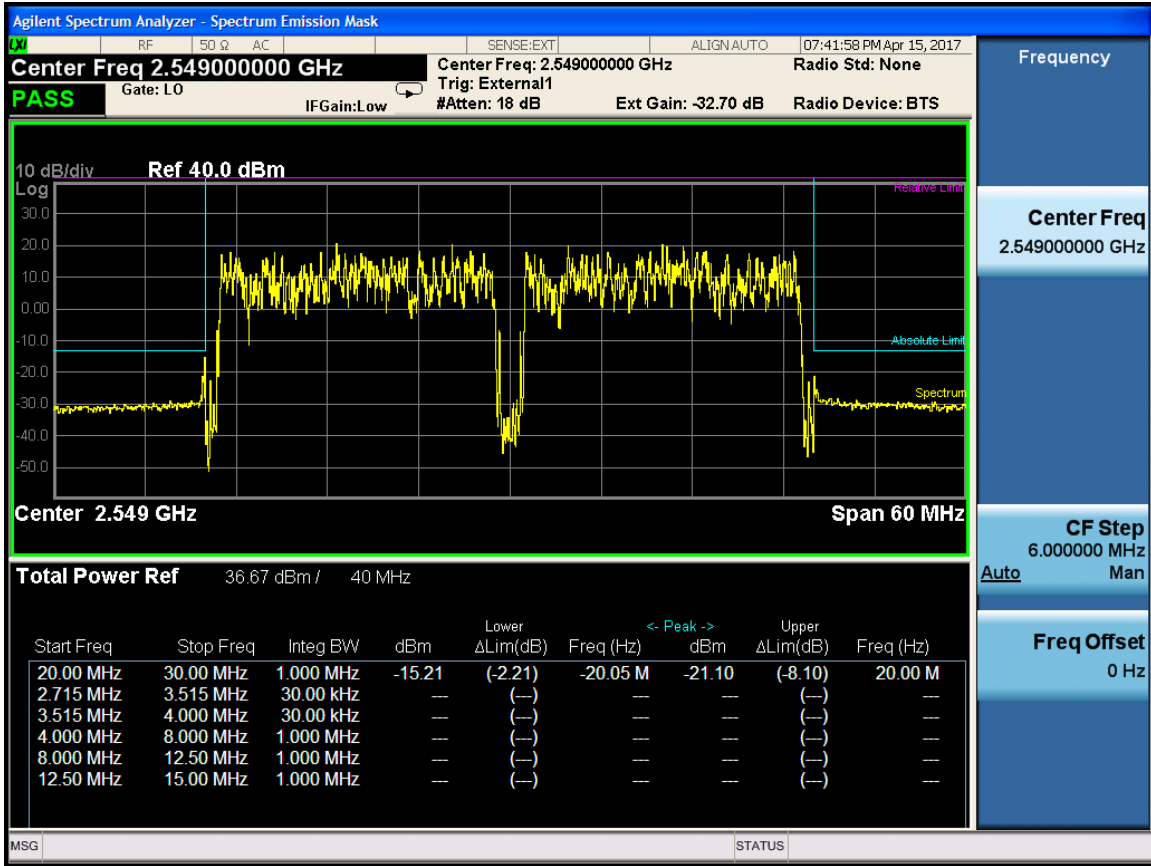 Agilent Spectrum Analyzer - Spectrum Emission Mask
LXI RF 50 Ω AC SENSE:EXT ALIGN AUTO 07:41:58 PM Apr 15, 2017
Center Freq 2.549000000 GHz Center Freq: 2.549000000 GHz Radio Std: None
PASS Gate: LO Trig: External1
IFGain:Low #Atten: 18 dB Ext Gain: -32.70 dB Radio Device: BTS
10 dB/div Ref 40.0 dBm
Log
Relative Limit
30.0
20.0
10.0
0.00
-10.0
Absolute Limit
-20.0
Spectrum
-30.0
-40.0
-50.0
Center 2.549 GHz Span 60 MHz
Total Power Ref 36.67 dBm / 40 MHz
Lower <- Peak -> Upper
Start Freq Stop Freq Integ BW dBm ΔLim(dB) Freq (Hz) dBm ΔLim(dB) Freq (Hz)
20.00 MHz 30.00 MHz 1.000 MHz -15.21 (-2.21) -20.05 M -21.10 (-8.10) 20.00 M
2.715 MHz 3.515 MHz 30.00 kHz --- (---) --- --- (---) ---
3.515 MHz 4.000 MHz 30.00 kHz --- (---) --- --- (---) ---
4.000 MHz 8.000 MHz 1.000 MHz --- (---) --- --- (---) ---
8.000 MHz 12.50 MHz 1.000 MHz --- (---) --- --- (---) ---
12.50 MHz 15.00 MHz 1.000 MHz --- (---) --- --- (---) ---
MSG STATUS
Frequency
Center Freq
2.549000000 GHz
CF Step
6.000000 MHz
Auto Man
Freq Offset
0 Hz